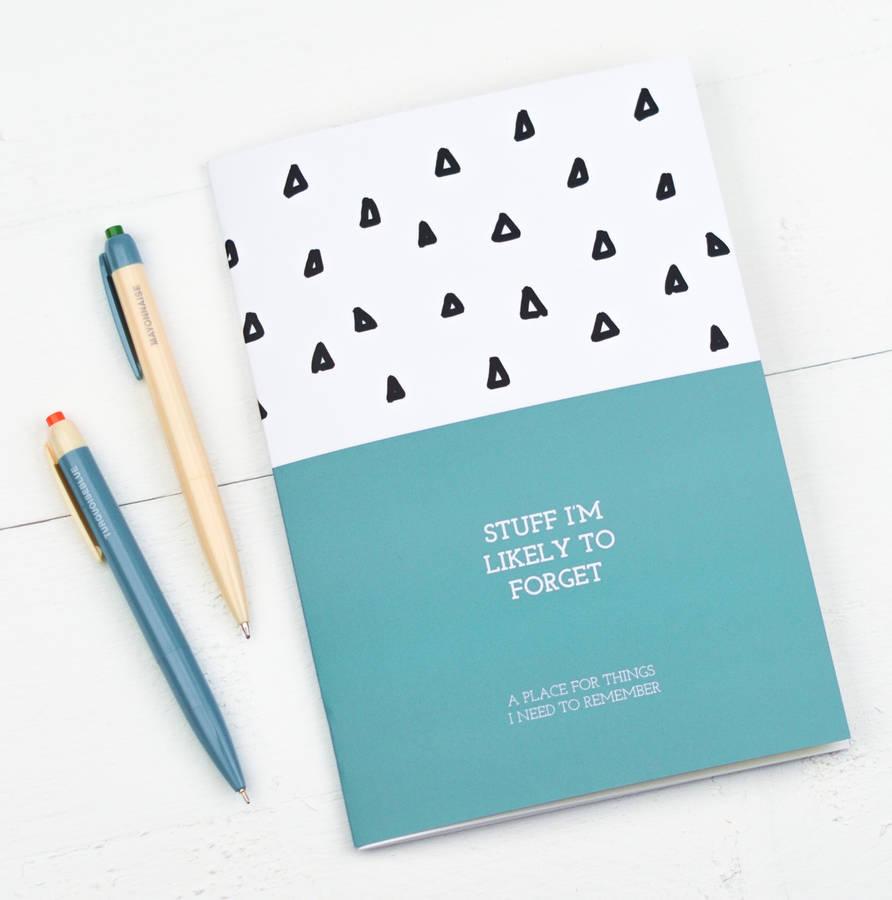 MAYONNAISE
TURQUOISEBLUE
STUFF I'M
LIKELY TO
FORGET
A PLACE FOR THINGS
I NEED TO REMEMBER